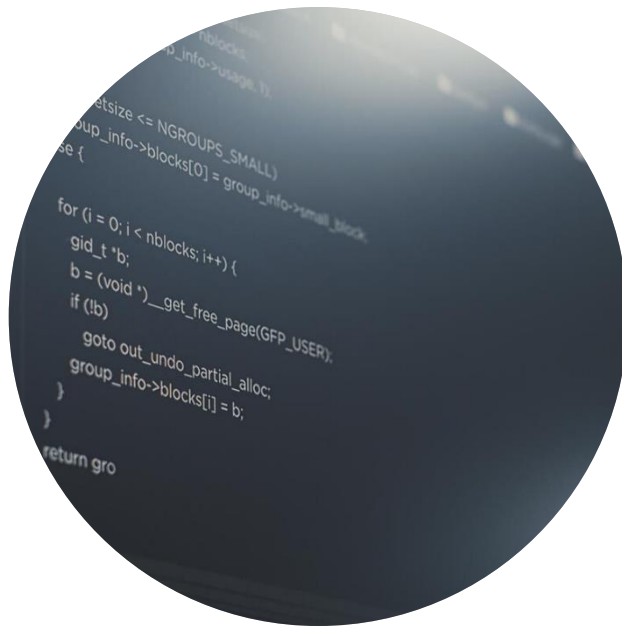 nblocks;
p_info->usage, 1);
etsize <= NGROUPS_SMALL)
oup_info->blocks[0] = group_info->small_block;
se {
for (i = 0; i < nblocks; i++) {
gid_t *b;
b = (void *)__get_free_page(GFP_USER);
if (!b)
goto out_undo_partial_alloc;
group_info->blocks[i] = b;
}
}
return gro